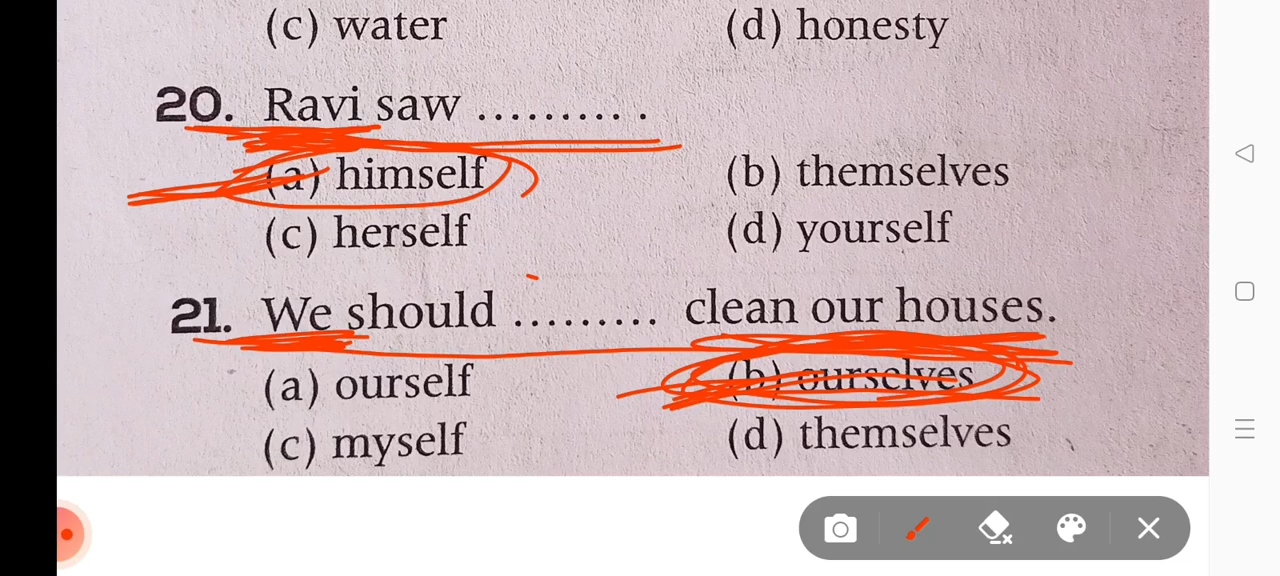 (c) water (d) honesty
20. Ravi saw ......... .
(a) himself (b) themselves
(c) herself (d) yourself
21. We should ......... clean our houses.
(a) ourself (b) ourselves
(c) myself (d) themselves